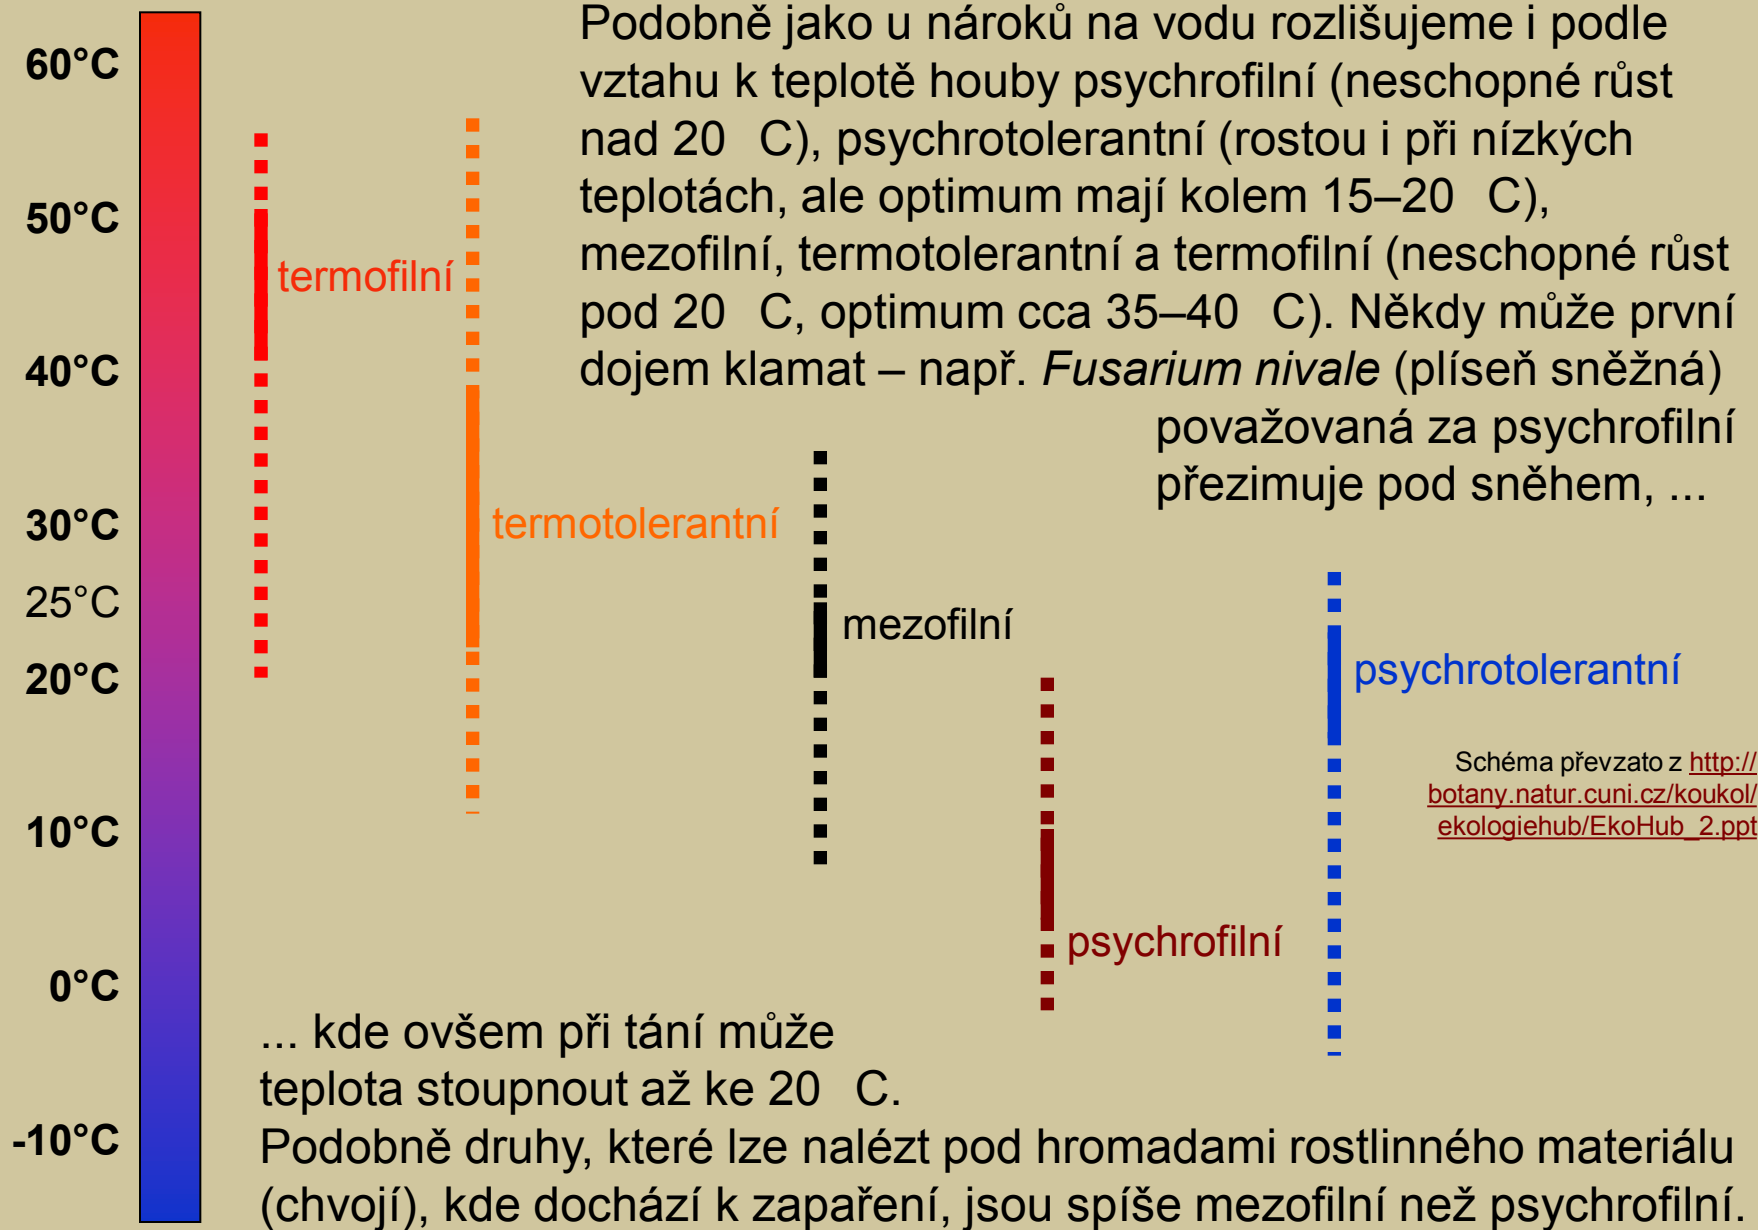 Podobně jako u nároků na vodu rozlišujeme i podle
vztahu k teplotě houby psychrofilní (neschopné růst
nad 20 C), psychrotolerantní (rostou i při nízkých
teplotách, ale optimum mají kolem 15–20 C),
mezofilní, termotolerantní a termofilní (neschopné růst
pod 20 C, optimum cca 35–40 C). Někdy může první
dojem klamat – např. Fusarium nivale (plíseň sněžná)
považovaná za psychrofilní
přezimuje pod sněhem, ...
60°C
50°C
40°C
30°C
25°C
20°C
10°C
0°C
-10°C
termofilní
termotolerantní
mezofilní
psychrofilní
psychrotolerantní
Schéma převzato z http://
botany.natur.cuni.cz/koukol/
ekologiehub/EkoHub_2.ppt
... kde ovšem při tání může
teplota stoupnout až ke 20 C.
Podobně druhy, které lze nalézt pod hromadami rostlinného materiálu
(chvojí), kde dochází k zapaření, jsou spíše mezofilní než psychrofilní.